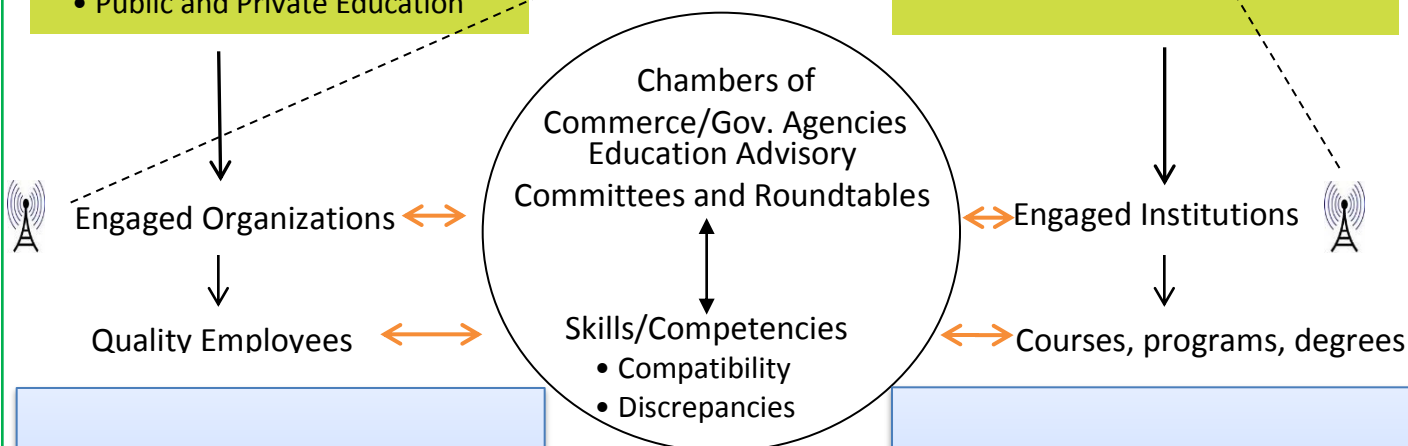 • Public and Private Education
Chambers of
Commerce/Gov. Agencies
Education Advisory
Committees and Roundtables
Engaged Organizations
Engaged Institutions
Quality Employees
Skills/Competencies
• Compatibility
• Discrepancies
Courses, programs, degrees